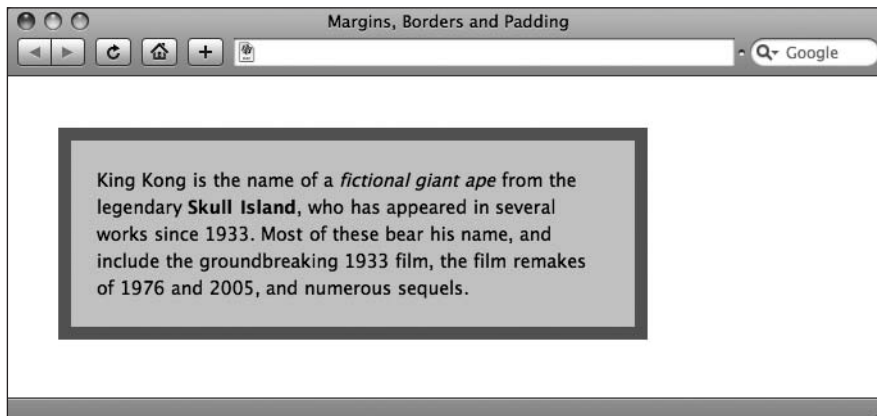 Margins, Borders and Padding
Google
King Kong is the name of a fictional giant ape from the
legendary Skull Island, who has appeared in several
works since 1933. Most of these bear his name, and
include the groundbreaking 1933 film, the film remakes
of 1976 and 2005, and numerous sequels.